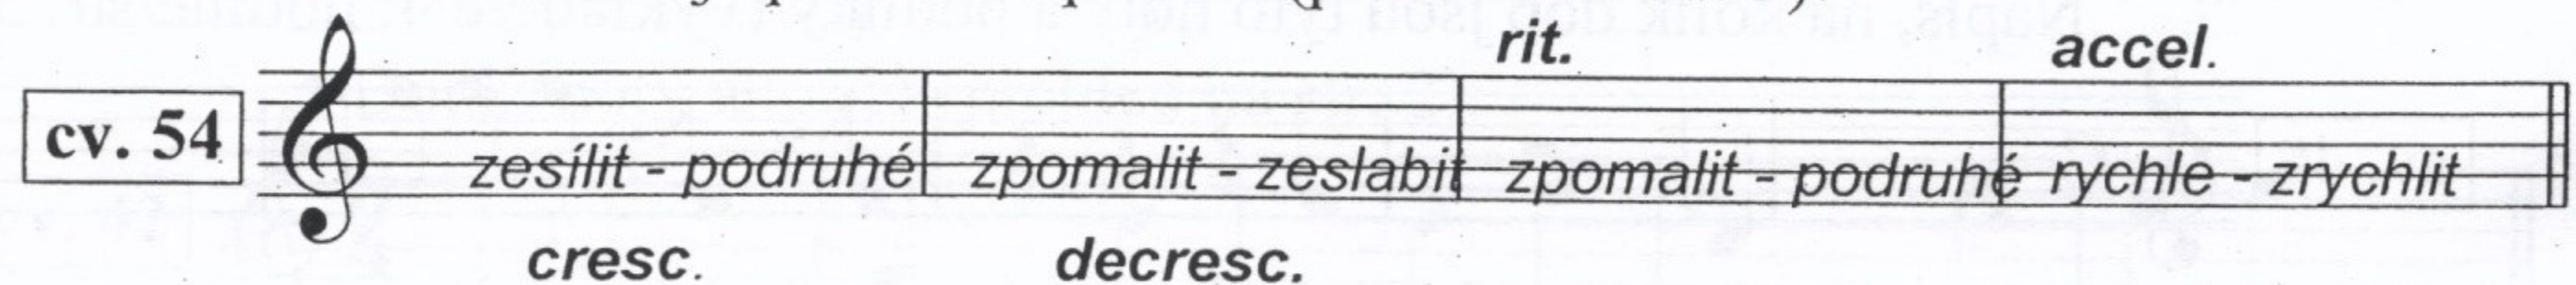 rit. accel.
cv. 54
zesílit - podruhé zpomalit - zeslabit zpomalit - podruhé rychle - zrychlit
cresc. decresc.